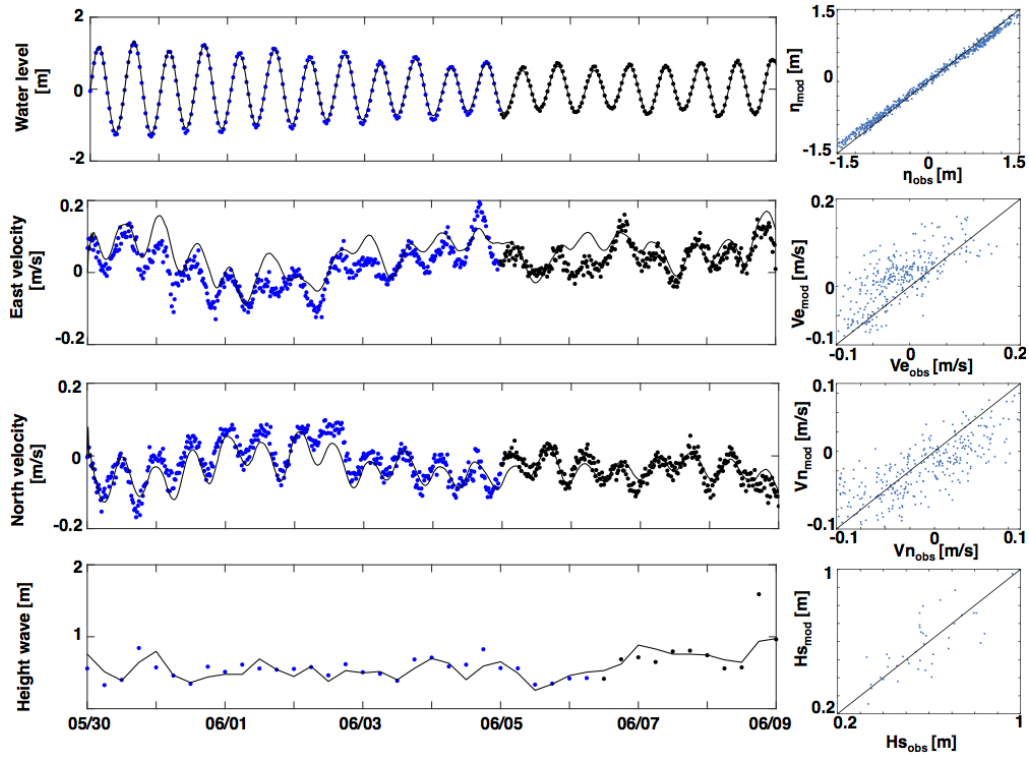 Water level
[m]
2
0
-2
η_mod [m]
1.5
0
-1.5
-1.5 0 1.5
η_obs [m]
East velocity
[m/s]
0.2
0
-0.2
Ve_mod [m/s]
0.2
0
-0.1
-0.1 0 0.2
Ve_obs [m/s]
North velocity
[m/s]
0.2
0
-0.2
Vn_mod [m/s]
0.1
0
-0.1
-0.1 0 0.1
Vn_obs [m/s]
Height wave [m]
2
1
05/30 06/01 06/03 06/05 06/07 06/09
Hs_mod [m]
1
0.2
0.2 1
Hs_obs [m]